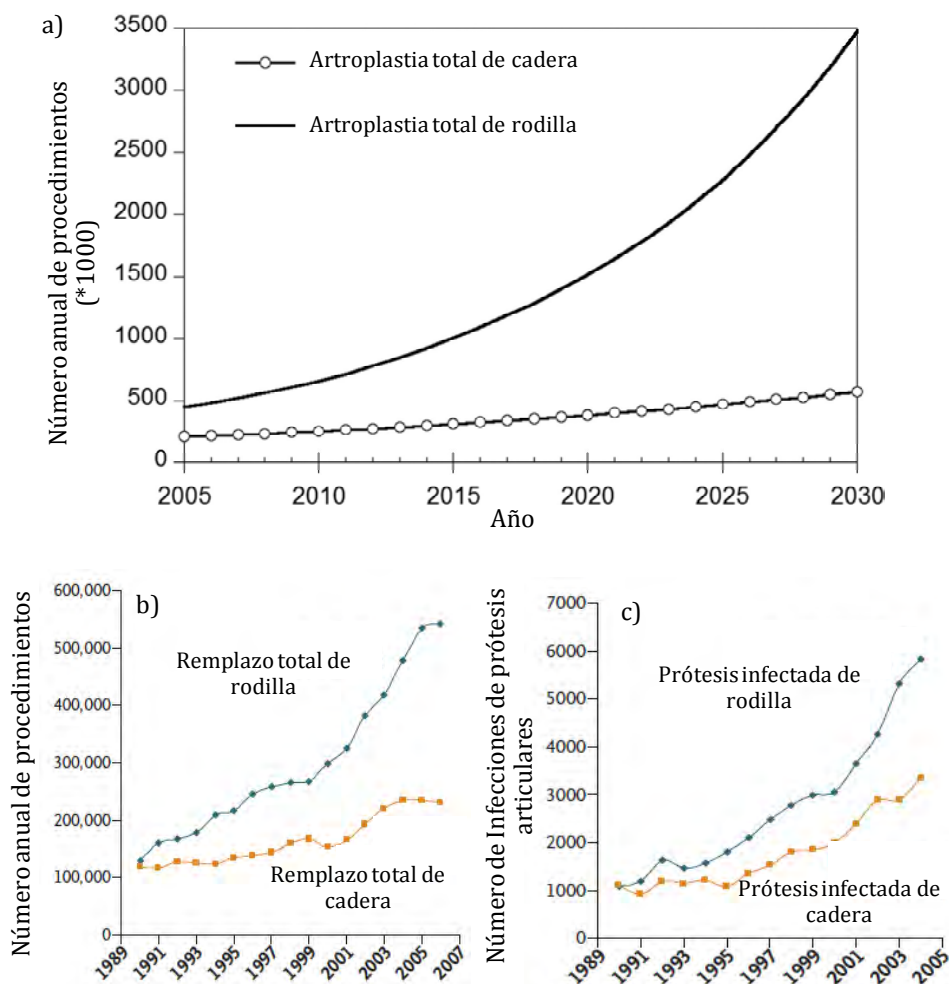 a)
Número anual de procedimientos
(*1000)
3500
3000
2500
2000
1500
1000
500
0
Artroplastia total de cadera
Artroplastia total de rodilla
2005
2010
2015
2020
2025
2030
Año
b)
Número anual de procedimientos
600,000
500,000
400,000
300,000
200,000
100,000
0
Remplazo total de
rodilla
Remplazo total de
cadera
1989
1991
1993
1995
1997
1999
2001
2003
2005
2007
c)
Número de Infecciones de prótesis
articulares
7000
6000
5000
4000
3000
2000
1000
0
Prótesis infectada de
rodilla
Prótesis infectada de
cadera
1989
1991
1993
1995
1997
1999
2001
2003
2005